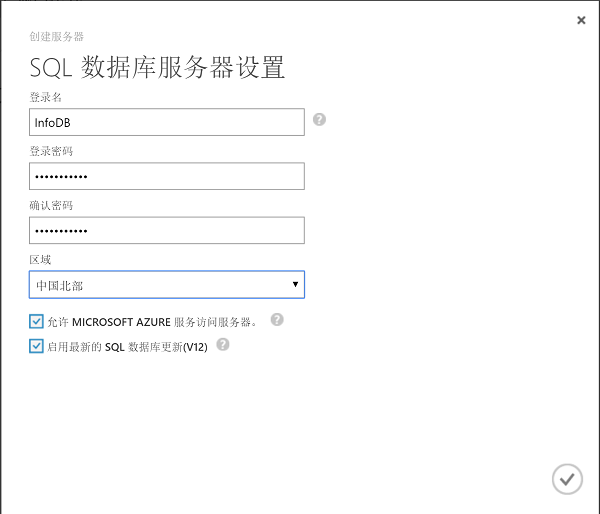 创建服务器
SQL 数据库服务器设置
登录名
InfoDB
?
登录密码
•••••••••••
确认密码
•••••••••••
区域
中国北部
允许 MICROSOFT AZURE 服务访问服务器。 ?
启用最新的 SQL 数据库更新(V12) ?